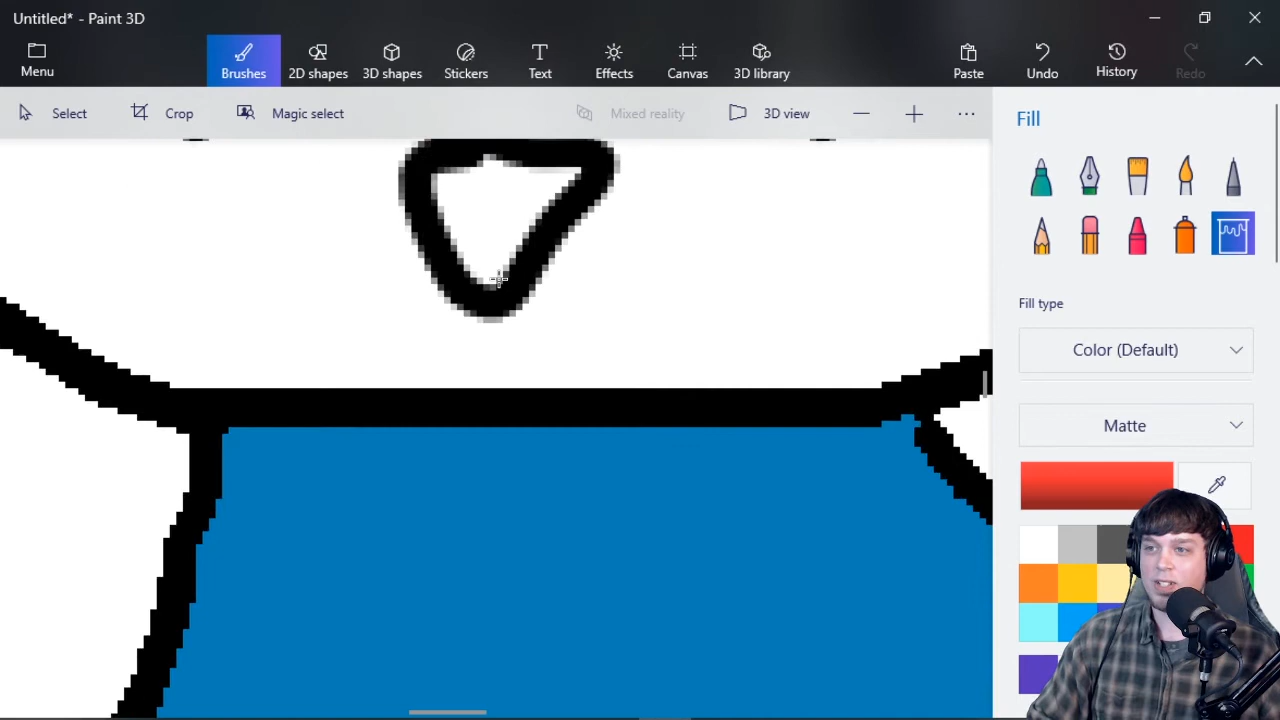 Untitled* - Paint 3D
Menu
Brushes
2D shapes
3D shapes
Stickers
Text
Effects
Canvas
3D library
Paste
Undo
History
Redo
Select
Crop
Magic select
Mixed reality
3D view
Fill
Fill type
Color (Default)
Matte